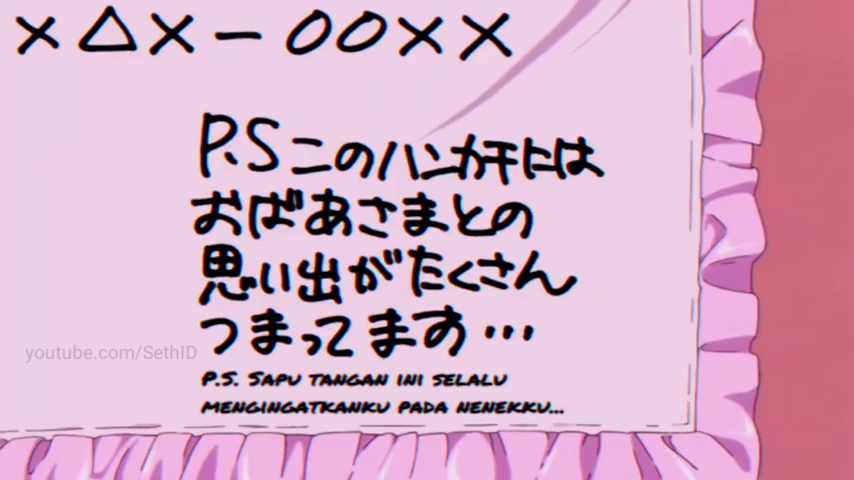 ×△×-〇〇××
P.S このハンカチには
おばあさまとの
思い出がたくさん
つまってます…
youtube.com/SethID
P.S. SAPU TANGAN INI SELALU
MENGINGATKANKU PADA NENEKKU...